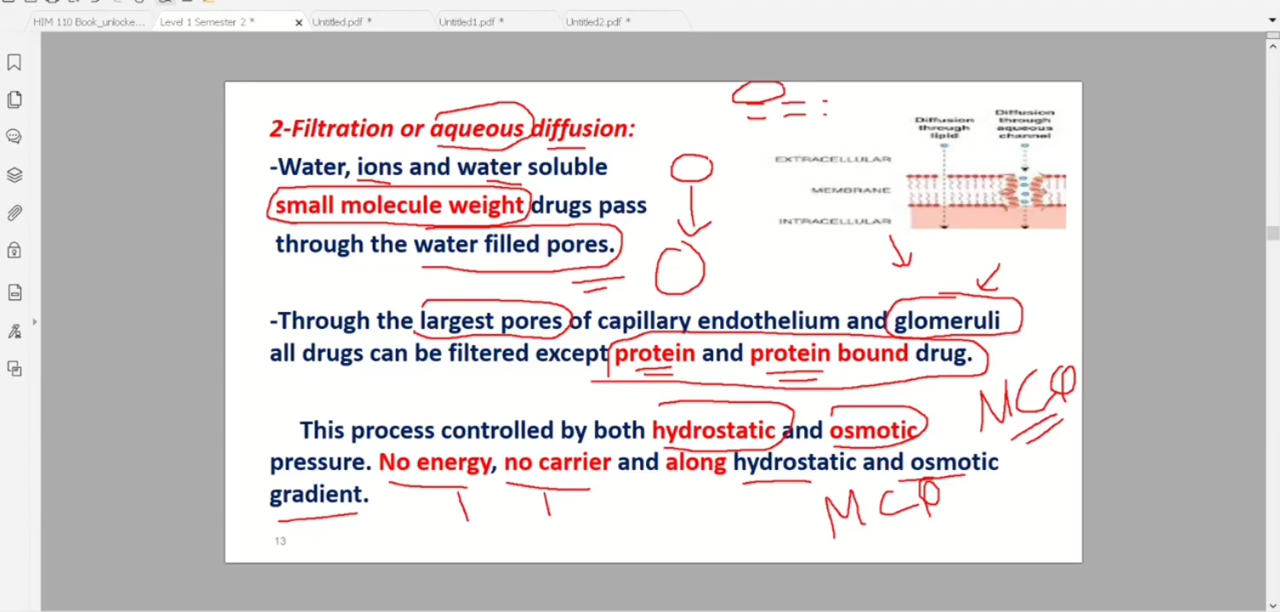 HIM 110 Book_unlocke...
Level 1 Semester 2 *
Untitled.pdf *
Untitled1.pdf *
Untitled2.pdf *
2-Filtration or aqueous diffusion:
-Water, ions and water soluble
small molecule weight drugs pass
through the water filled pores.
Diffusion through lipid
Diffusion through aqueous channel
EXTRACELLULAR
MEMBRANE
INTRACELLULAR
-Through the largest pores of capillary endothelium and glomeruli
all drugs can be filtered except protein and protein bound drug.
MCQ
This process controlled by both hydrostatic and osmotic
pressure. No energy, no carrier and along hydrostatic and osmotic
gradient.
MCQ
13